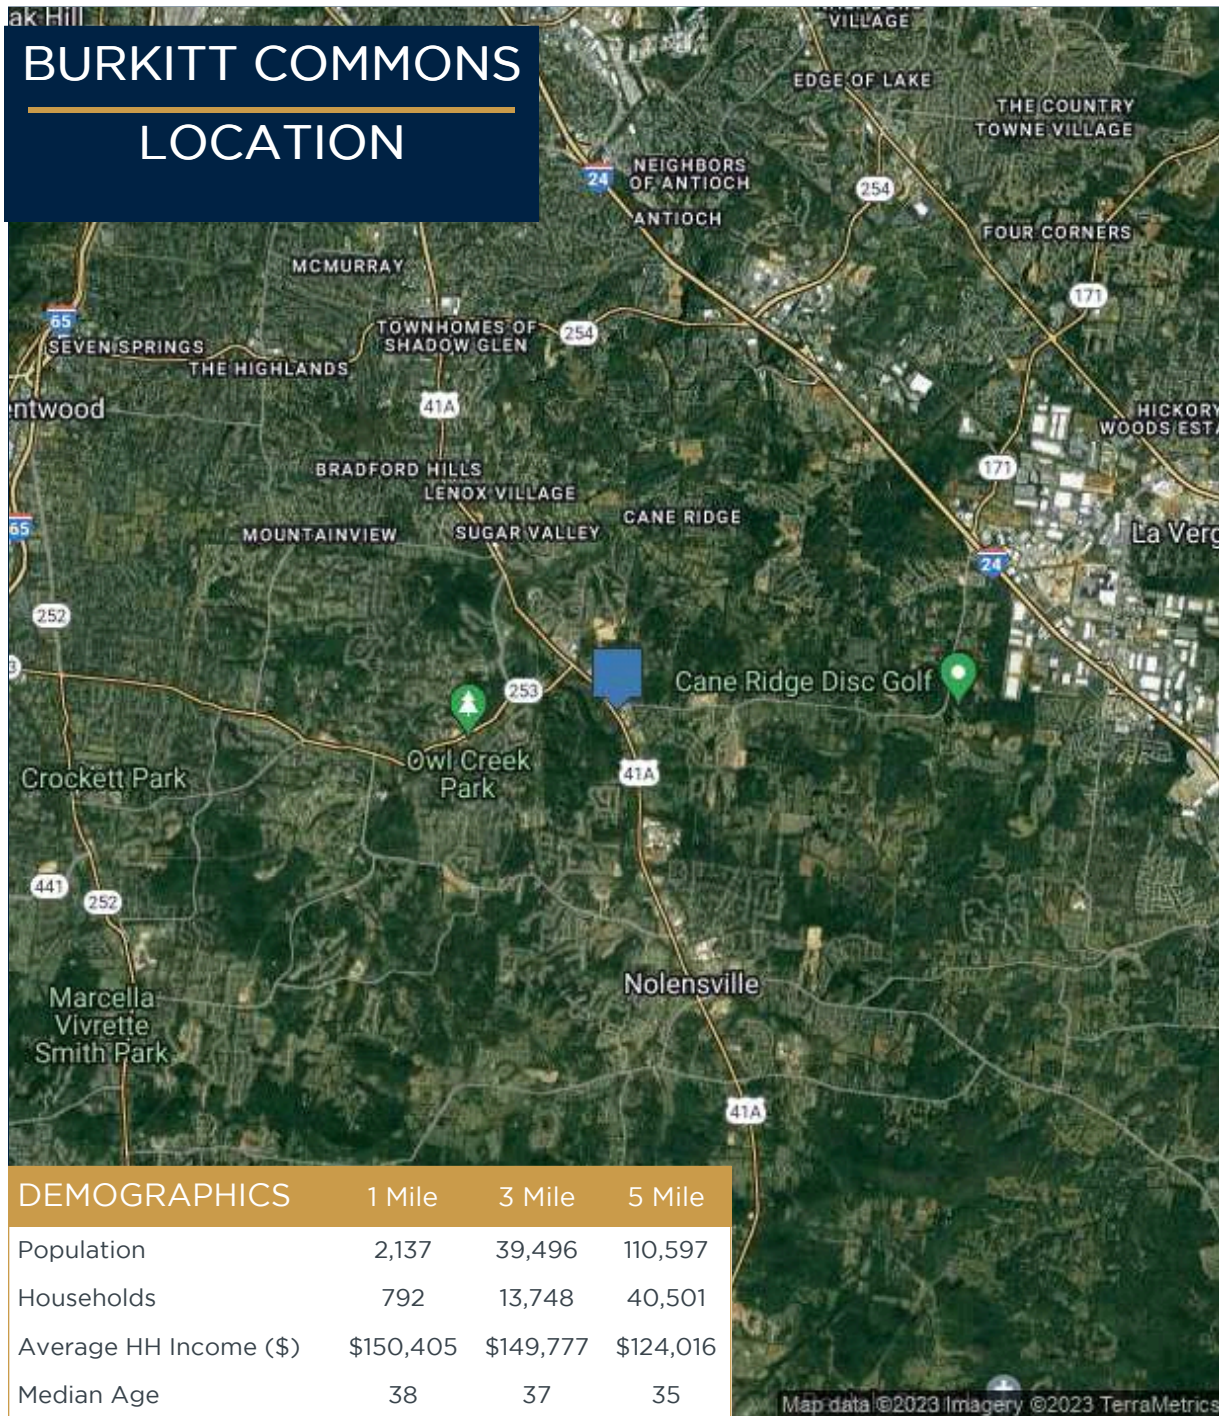 BURKITT COMMONS
LOCATION
VILLAGE
EDGE OF LAKE
THE COUNTRY
TOWNE VILLAGE
24
NEIGHBORS
OF ANTIOCH
254
ANTIOCH
FOUR CORNERS
MCMURRAY
171
65
TOWNHOMES OF
SHADOW GLEN
254
SEVEN SPRINGS
THE HIGHLANDS
41A
entwood
HICKORY
WOODS ESTA
BRADFORD HILLS
171
LENOX VILLAGE
CANE RIDGE
65
MOUNTAINVIEW
SUGAR VALLEY
La Verg
24
252
3
253
Cane Ridge Disc Golf
Owl Creek
Park
41A
Crockett Park
441
252
Nolensville
Marcella
Vivrette
Smith Park
41A
DEMOGRAPHICS 1 Mile 3 Mile 5 Mile
Population 2,137 39,496 110,597
Households 792 13,748 40,501
Average HH Income ($) $150,405 $149,777 $124,016
Median Age 38 37 35
Map data ©2023 Imagery ©2023 TerraMetrics